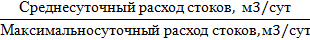 Среднесуточный расход стоков, м3/сут
Максимальносуточный расход стоков,м3/сут